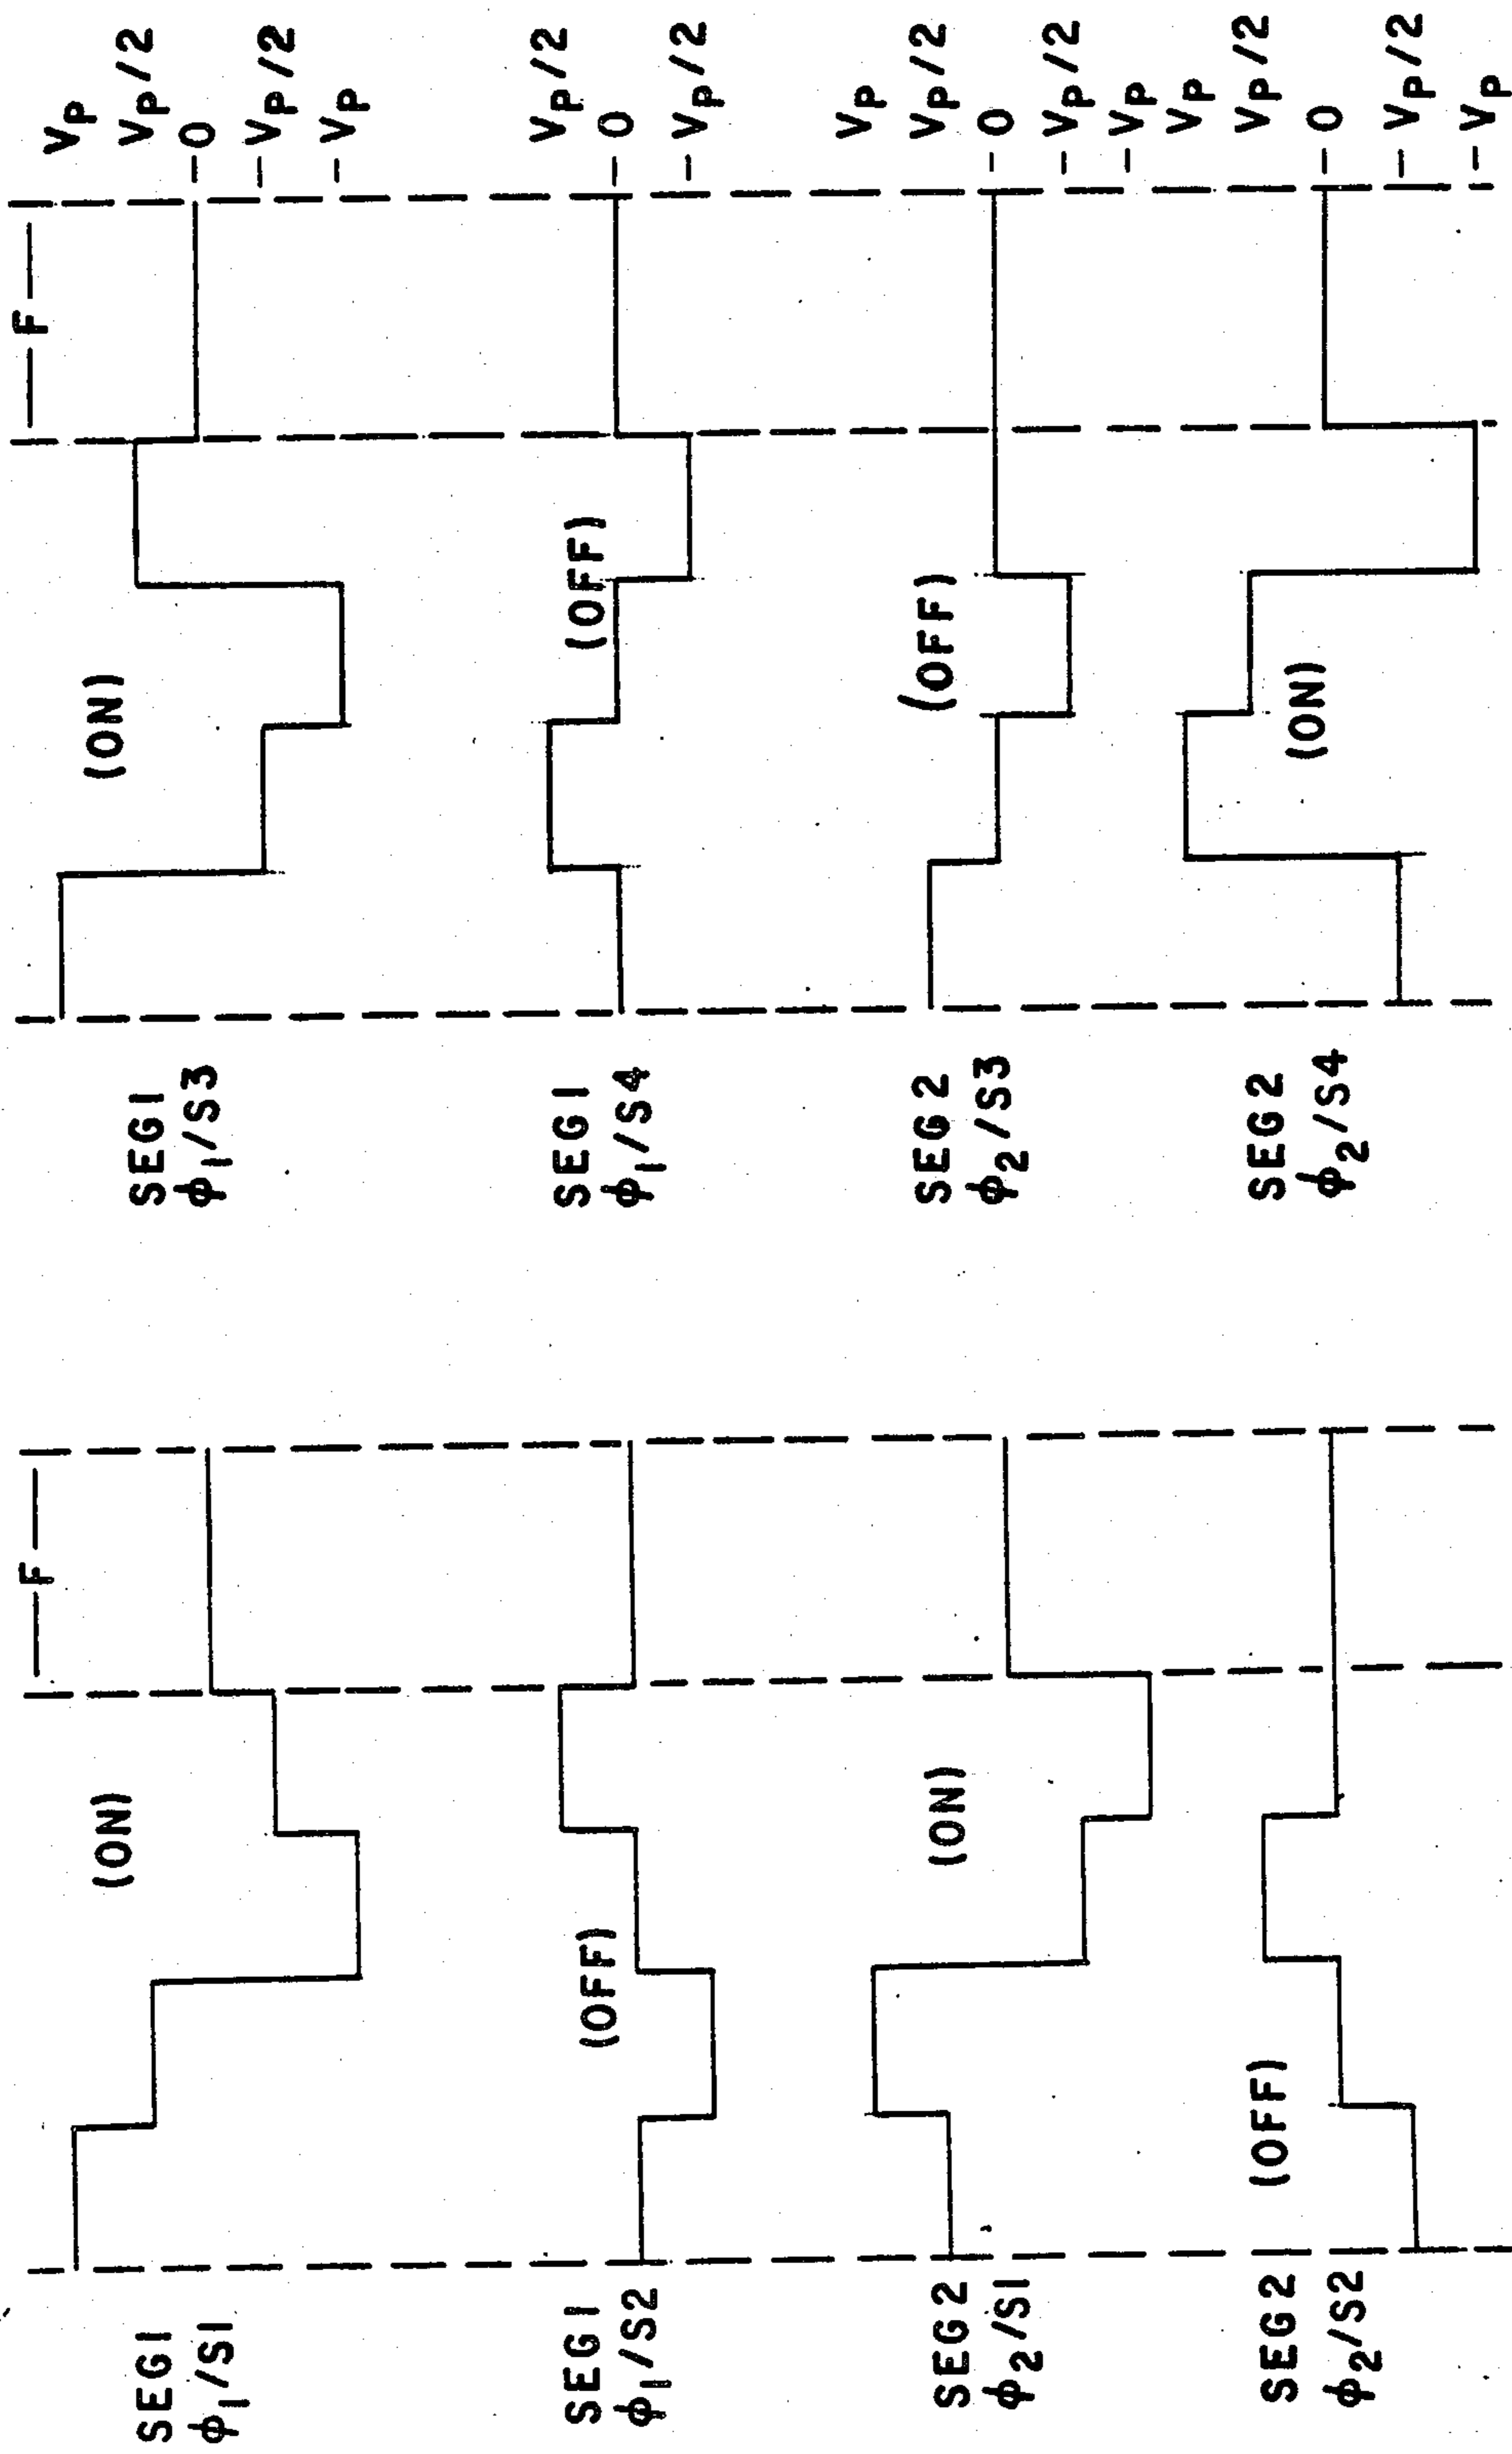 F
SEG1
φ1/S1
(ON)
SEG1
φ1/S2
(OFF)
SEG2
φ2/S1
(ON)
SEG2
φ2/S2
(OFF)
F
SEG1
φ1/S3
(ON)
VP
VP/2
-0
-VP/2
-VP
SEG1
φ1/S4
(OFF)
VP/2
-0
-VP/2
SEG2
φ2/S3
(OFF)
VP
VP/2
-0
-VP/2
-VP
SEG2
φ2/S4
(ON)
VP
VP/2
-0
-VP/2
-VP